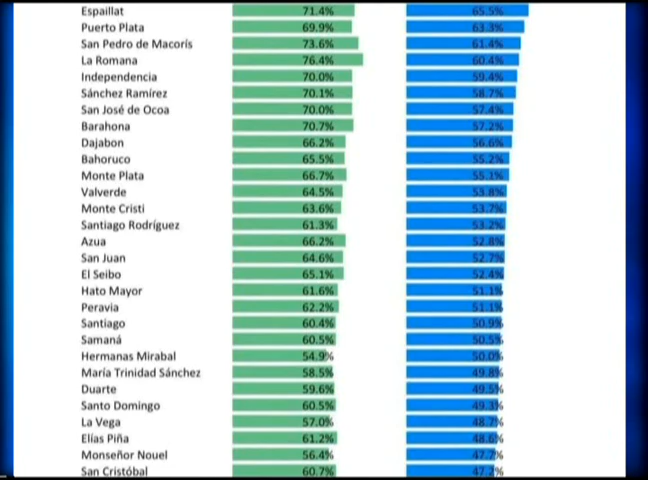 Espaillat 71.4% 65.5%
Puerto Plata 69.9% 63.3%
San Pedro de Macorís 73.6% 61.4%
La Romana 76.4% 60.4%
Independencia 70.0% 59.4%
Sánchez Ramírez 70.1% 58.7%
San José de Ocoa 70.0% 57.4%
Barahona 70.7% 57.2%
Dajabon 66.2% 56.6%
Bahoruco 65.5% 55.2%
Monte Plata 66.7% 55.1%
Valverde 64.5% 53.8%
Monte Cristi 63.6% 53.7%
Santiago Rodríguez 61.3% 53.2%
Azua 66.2% 52.8%
San Juan 64.6% 52.7%
El Seibo 65.1% 52.4%
Hato Mayor 61.6% 51.1%
Peravia 62.2% 51.1%
Santiago 60.4% 50.9%
Samaná 60.5% 50.5%
Hermanas Mirabal 54.9% 50.0%
María Trinidad Sánchez 58.5% 49.8%
Duarte 59.6% 49.5%
Santo Domingo 60.5% 49.3%
La Vega 57.0% 48.7%
Elías Piña 61.2% 48.6%
Monseñor Nouel 56.4% 47.7%
San Cristóbal 60.7% 47.2%